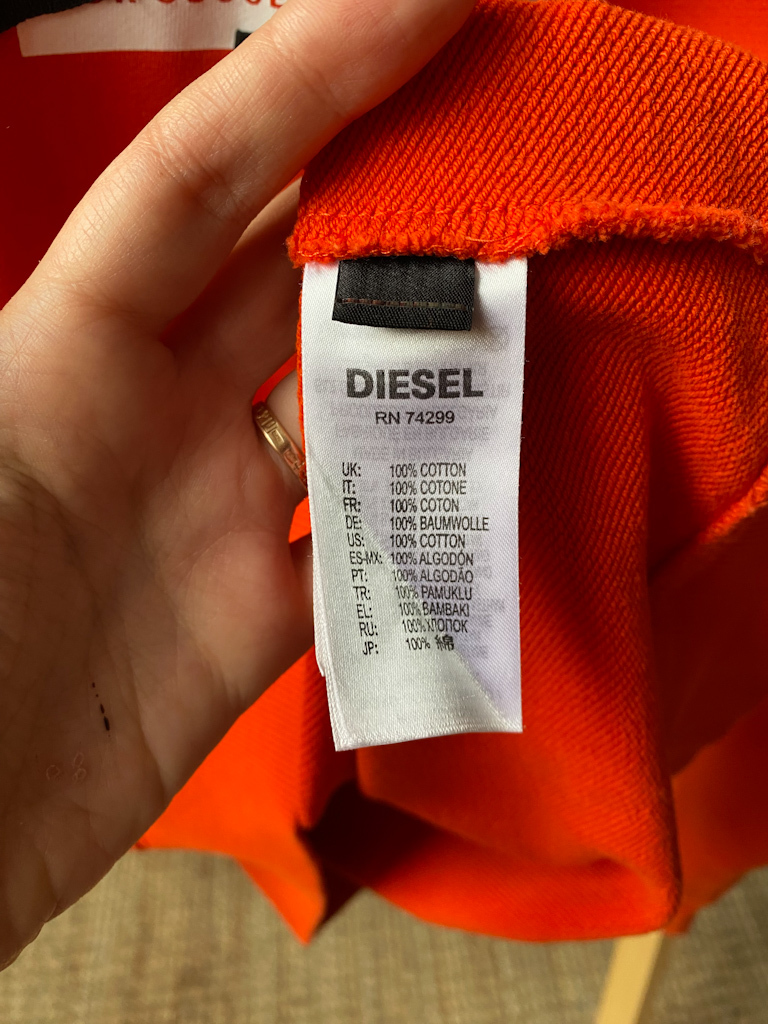 DIESEL
RN 74299
UK: 100% COTTON
IT: 100% COTONE
FR: 100% COTON
DE: 100% BAUMWOLLE
US: 100% COTTON
ES-MX: 100% ALGODÓN
PT: 100% ALGODÃO
TR: 100% PAMUKLU
EL: 100% BAMBAKI
RU: 100% ХЛОПОК
JP: 100% 綿